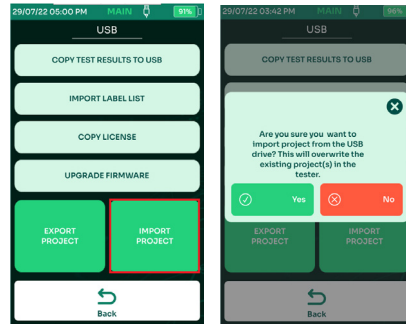 29/07/22 05:00 PM MAIN 91%
USB
COPY TEST RESULTS TO USB
IMPORT LABEL LIST
COPY LICENSE
UPGRADE FIRMWARE
EXPORT
PROJECT
IMPORT
PROJECT
Back
29/07/22 03:42 PM MAIN 96%
USB
COPY TEST RESULTS TO USB
Are you sure you want to
import project from the USB
drive? This will overwrite the
existing project(s) in the
tester.
Yes
No
EXPORT
PROJECT
IMPORT
PROJECT
Back